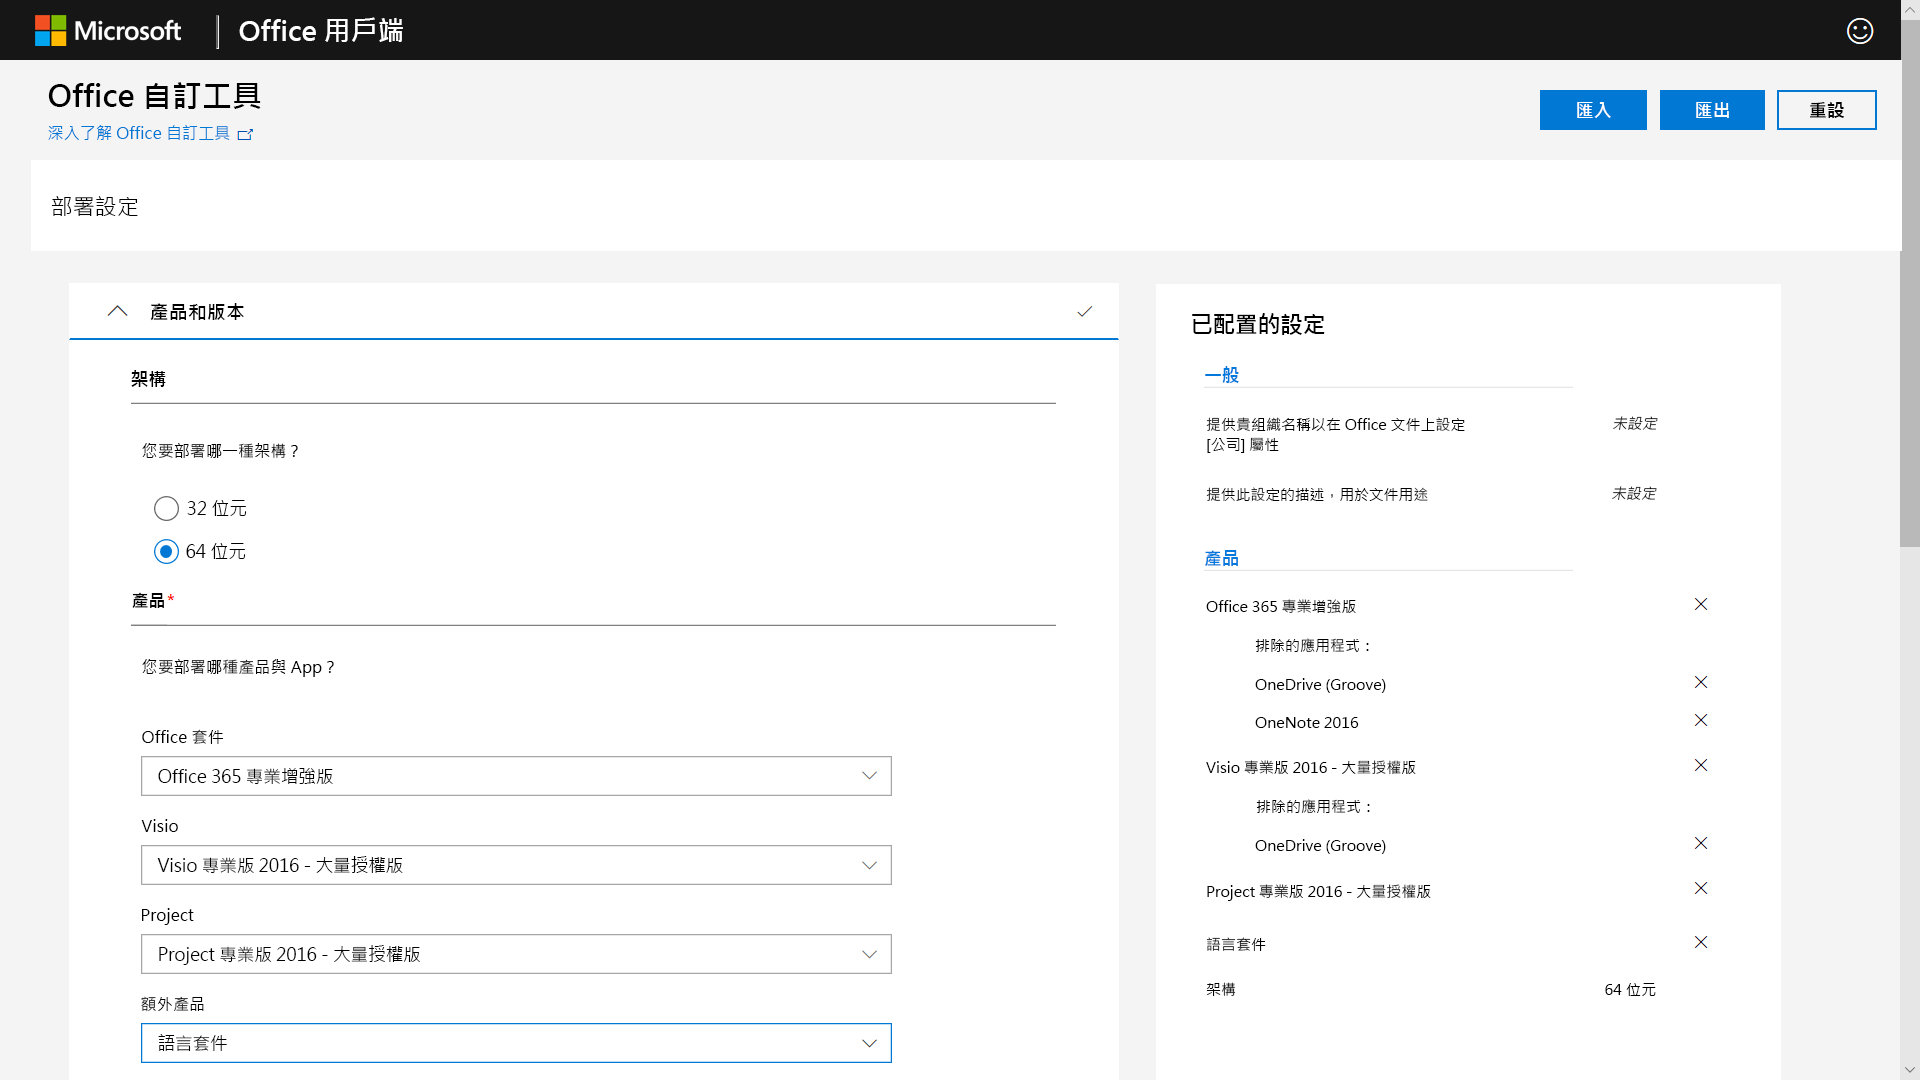 Microsoft | Office 用戶端
Office 自訂工具
深入了解 Office 自訂工具
匯入
匯出
重設
部署設定
產品和版本
架構
您要部署哪一種架構？
32 位元
64 位元
產品*
您要部署哪種產品與 App？
Office 套件
Office 365 專業增強版
Visio
Visio 專業版 2016 - 大量授權版
Project
Project 專業版 2016 - 大量授權版
額外產品
語言套件
已配置的設定
一般
提供貴組織名稱以在 Office 文件上設定
[公司] 屬性
未設定
提供此設定的描述，用於文件用途
未設定
產品
Office 365 專業增強版
排除的應用程式：
OneDrive (Groove)
OneNote 2016
Visio 專業版 2016 - 大量授權版
排除的應用程式：
OneDrive (Groove)
Project 專業版 2016 - 大量授權版
語言套件
架構
64 位元